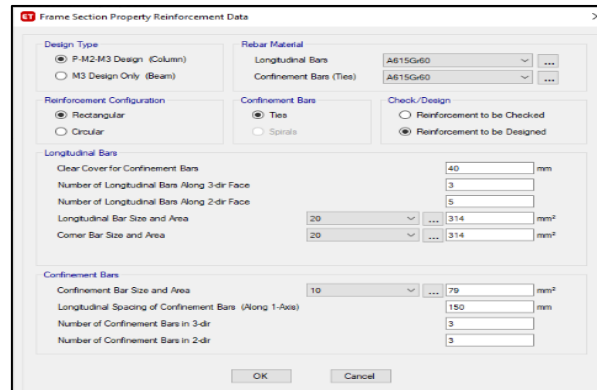 ET Frame Section Property Reinforcement Data
Design Type
P-M2-M3 Design (Column)
M3 Design Only (Beam)
Rebar Material
Longitudinal Bars A615Gr60 ...
Confinement Bars (Ties) A615Gr60 ...
Reinforcement Configuration
Rectangular
Circular
Confinement Bars
Ties
Spirals
Check/Design
Reinforcement to be Checked
Reinforcement to be Designed
Longitudinal Bars
Clear Cover for Confinement Bars 40 mm
Number of Longitudinal Bars Along 3-dir Face 3
Number of Longitudinal Bars Along 2-dir Face 5
Longitudinal Bar Size and Area 20 ... 314 mm²
Corner Bar Size and Area 20 ... 314 mm²
Confinement Bars
Confinement Bar Size and Area 10 ... 79 mm²
Longitudinal Spacing of Confinement Bars (Along 1-Axis) 150 mm
Number of Confinement Bars in 3-dir 3
Number of Confinement Bars in 2-dir 3
OK Cancel